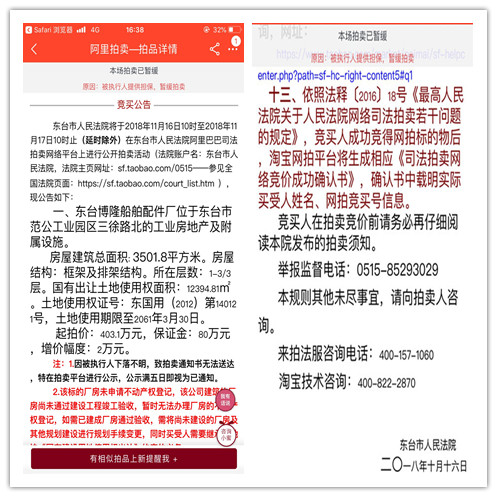 Safari 浏览器 4G 16:38 32%
阿里拍卖—拍品详情
本场拍卖已暂缓
原因：被执行人提供担保，暂缓拍卖
竞买公告
东台市人民法院将于2018年11月16日10时至2018年11
月17日10时止（延时除外）在东台市人民法院阿里巴巴司法
拍卖网络平台上进行公开拍卖活动（法院账户名：东台市人
民法院，法院主网址：sf.taobao.com/0515——参见全
国法院页面：https://sf.taobao.com/court_list.htm ），
现公告如下：
一、东台博隆船舶配件厂位于东台市
范公工业园区三徐路北的工业房地产及附
属设施。
房屋建筑总面积：3501.8平方米。房屋
结构：框架及排架结构。所在层数：1-3/3
层。国有出让土地使用权面积：12394.81㎡
。土地使用权证号：东国用（2012）第14012
1号，土地使用期限至2061年3月30日。
起拍价：403.1万元，保证金：80万元
，增价幅度：2万元。
注：1.因被执行人下落不明，致拍卖通知书无法送达
，特在拍卖平台进行公示，公示满五日即视为已通知。
2.该标的厂房未申请不动产权登记，该公司建筑的厂
房尚未通过建设工程竣工验收，暂时无法办理厂房的
权登记，如需已建成厂房通过验收，需将尚未建设的厂房及
其他规划建设进行规划手续变更，同时买受人需要继
有相似拍品上新提醒我 +
询，网址：
enter.php?path=sf-hc-right-content5#q1
本场拍卖已暂缓
原因：被执行人提供担保，暂缓拍卖
十三、依照法释〔2016〕18号《最高人民
法院关于人民法院网络司法拍卖若干问题
的规定》，竞买人成功竞得网拍标的物后
，淘宝网拍平台将生成相应《司法拍卖网
络竞价成功确认书》，确认书中载明实际
买受人姓名、网拍竞买号信息。
竞买人在拍卖竞价前请务必再仔细阅
读本院发布的拍卖须知。
举报监督电话：0515-85293029
本规则其他未尽事宜，请向拍卖人咨
询。
来拍法服咨询电话：400-157-1060
淘宝技术咨询：400-822-2870
东台市人民法院
二〇一八年十月十六日